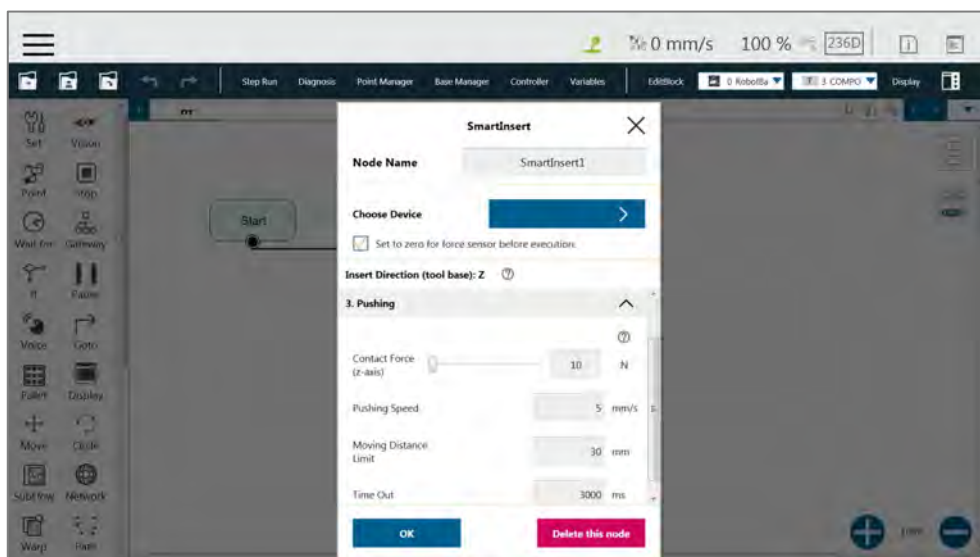 0 mm/s 100 % 236D
Step Run Diagnosis Point Manager Base Manager Controller Variables EditBlock 0 RobotBa 3 COMPO Display
Set Vision
Point Stop
Wait for Gateway
If Pause
Voice Goto
Pallet Display
Move Circle
Subflow Network
Warp Path
Start
SmartInsert
Node Name SmartInsert1
Choose Device
Set to zero for force sensor before execution.
Insert Direction (tool base): Z
3. Pushing
Contact Force
(z-axis) 10 N
Pushing Speed 5 mm/s
Moving Distance
Limit 30 mm
Time Out 3000 ms
OK Delete this node